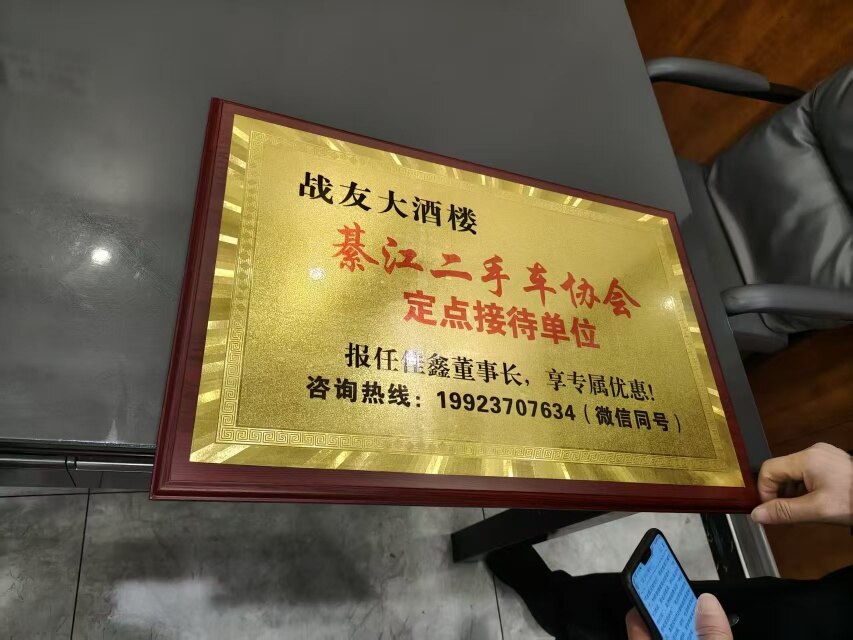 战友大酒楼
綦江二手车协会
定点接待单位
报任佳鑫董事长，享专属优惠!
咨询热线：19923707634（微信同号）